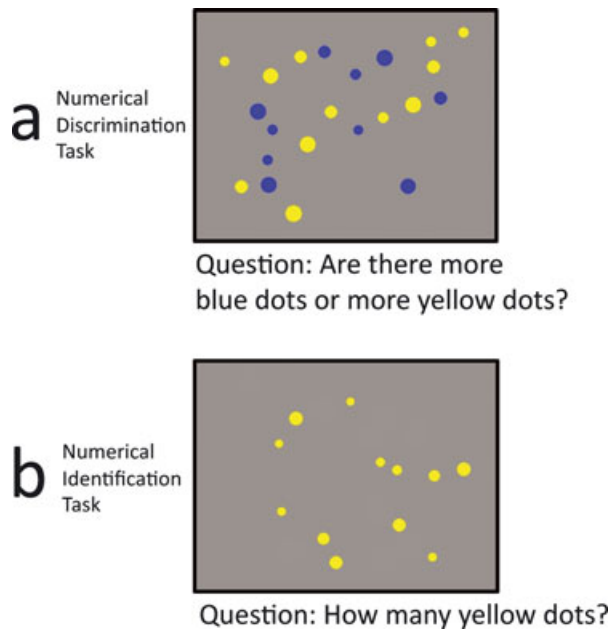 a
Numerical
Discrimination
Task
Question: Are there more
blue dots or more yellow dots?
b
Numerical
Identification
Task
Question: How many yellow dots?